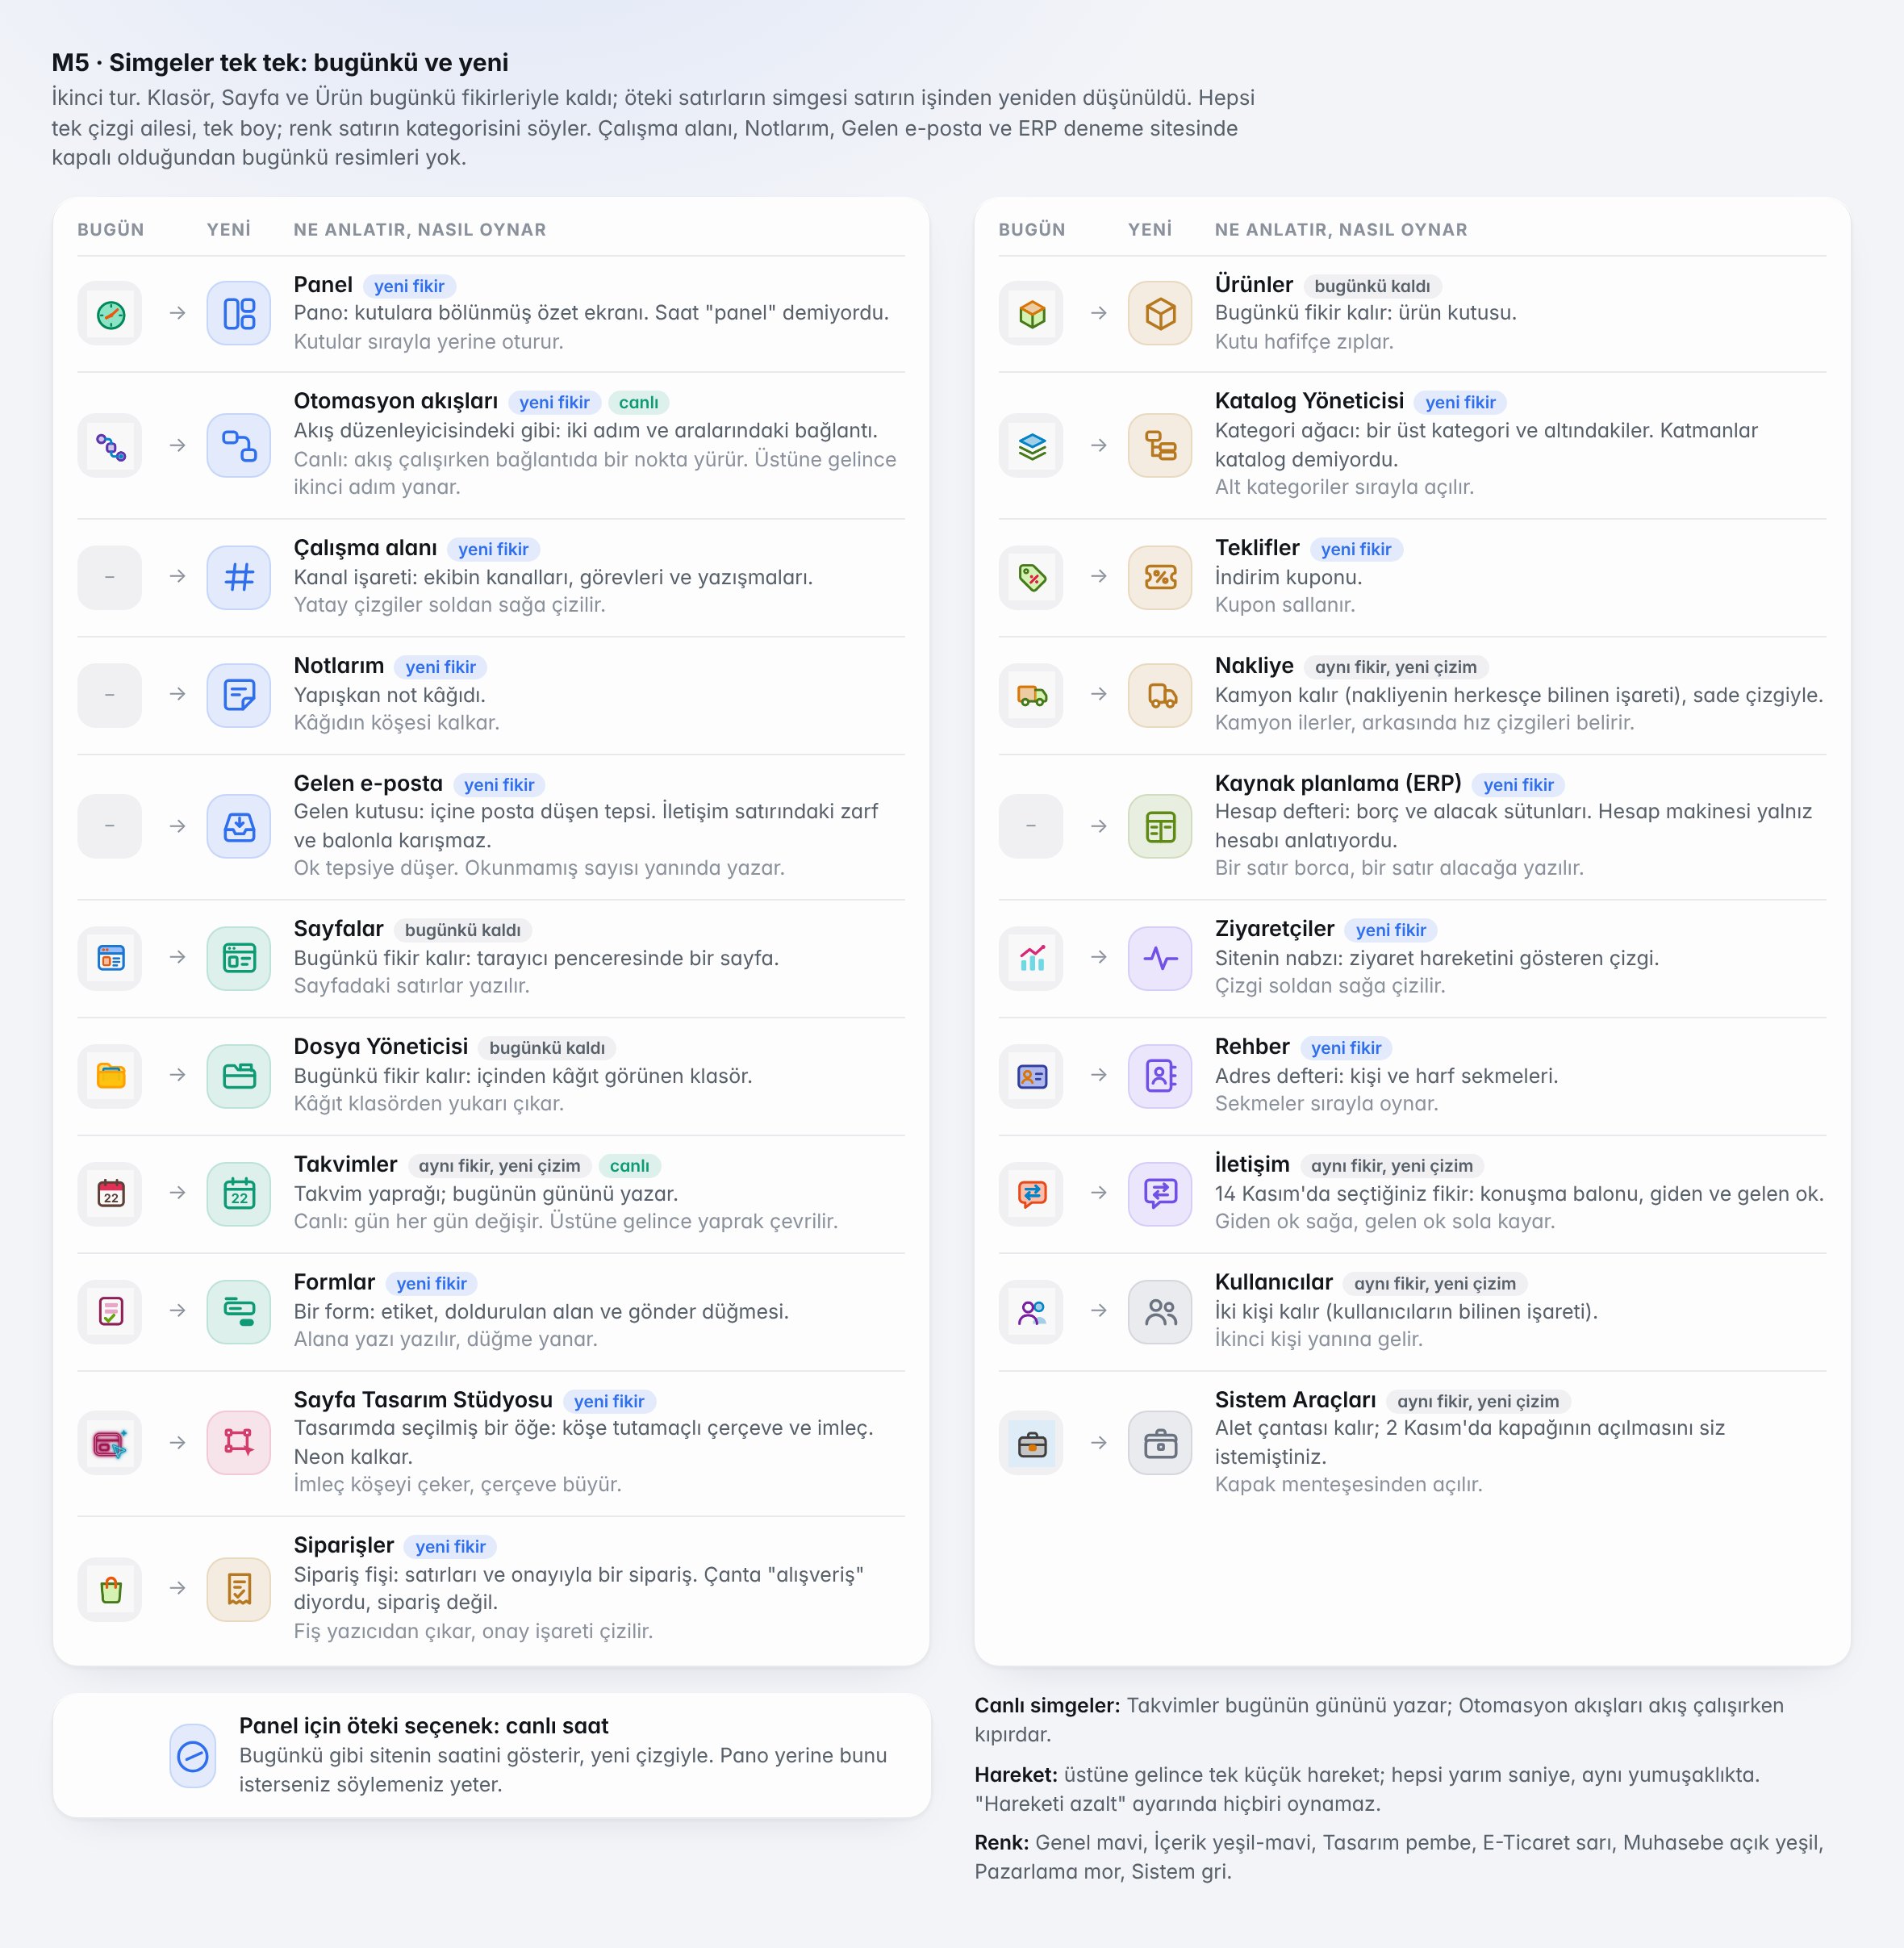 M5 · Simgeler tek tek: bugünkü ve yeni
İkinci tur. Klasör, Sayfa ve Ürün bugünkü fikirleriyle kaldı; öteki satırların simgesi satırın işinden yeniden düşünüldü. Hepsi
tek çizgi ailesi, tek boy; renk satırın kategorisini söyler. Çalışma alanı, Notlarım, Gelen e-posta ve ERP deneme sitesinde
kapalı olduğundan bugünkü resimleri yok.
BUGÜN YENİ NE ANLATIR, NASIL OYNAR
Panel yeni fikir
Pano: kutulara bölünmüş özet ekranı. Saat "panel" demiyordu.
→
Kutular sırayla yerine oturur.
Otomasyon akışları yeni fikir canlı
Akış düzenleyicisindeki gibi: iki adım ve aralarındaki bağlantı.
→
Canlı: akış çalışırken bağlantıda bir nokta yürür. Üstüne gelince
ikinci adım yanar.
Çalışma alanı yeni fikir
– → Kanal işareti: ekibin kanalları, görevleri ve yazışmaları.
Yatay çizgiler soldan sağa çizilir.
Notlarım yeni fikir
– → Yapışkan not kâğıdı.
Kâğıdın köşesi kalkar.
Gelen e-posta yeni fikir
Gelen kutusu: içine posta düşen tepsi. İletişim satırındaki zarf
– → ve balonla karışmaz.
Ok tepsiye düşer. Okunmamış sayısı yanında yazar.
Sayfalar bugünkü kaldı
→ Bugünkü fikir kalır: tarayıcı penceresinde bir sayfa.
Sayfadaki satırlar yazılır.
Dosya Yöneticisi bugünkü kaldı
→ Bugünkü fikir kalır: içinden kâğıt görünen klasör.
Kâğıt klasörden yukarı çıkar.
Takvimler aynı fikir, yeni çizim canlı
22 → 22 Takvim yaprağı; bugünün gününü yazar.
Canlı: gün her gün değişir. Üstüne gelince yaprak çevrilir.
Formlar yeni fikir
→ Bir form: etiket, doldurulan alan ve gönder düğmesi.
Alana yazı yazılır, düğme yanar.
Sayfa Tasarım Stüdyosu yeni fikir
Tasarımda seçilmiş bir öğe: köşe tutamaçlı çerçeve ve imleç.
→
Neon kalkar.
İmleç köşeyi çeker, çerçeve büyür.
Siparişler yeni fikir
Sipariş fişi: satırları ve onayıyla bir sipariş. Çanta "alışveriş"
→
diyordu, sipariş değil.
Fiş yazıcıdan çıkar, onay işareti çizilir.
BUGÜN YENİ NE ANLATIR, NASIL OYNAR
Ürünler bugünkü kaldı
→ Bugünkü fikir kalır: ürün kutusu.
Kutu hafifçe zıplar.
Katalog Yöneticisi yeni fikir
Kategori ağacı: bir üst kategori ve altındakiler. Katmanlar
→
katalog demiyordu.
Alt kategoriler sırayla açılır.
Teklifler yeni fikir
% → % İndirim kuponu.
Kupon sallanır.
Nakliye aynı fikir, yeni çizim
→ Kamyon kalır (nakliyenin herkesçe bilinen işareti), sade çizgiyle.
Kamyon ilerler, arkasında hız çizgileri belirir.
Kaynak planlama (ERP) yeni fikir
Hesap defteri: borç ve alacak sütunları. Hesap makinesi yalnız
– → hesabı anlatıyordu.
Bir satır borca, bir satır alacağa yazılır.
Ziyaretçiler yeni fikir
→ Sitenin nabzı: ziyaret hareketini gösteren çizgi.
Çizgi soldan sağa çizilir.
Rehber yeni fikir
→ Adres defteri: kişi ve harf sekmeleri.
Sekmeler sırayla oynar.
İletişim aynı fikir, yeni çizim
→ 14 Kasım'da seçtiğiniz fikir: konuşma balonu, giden ve gelen ok.
Giden ok sağa, gelen ok sola kayar.
Kullanıcılar aynı fikir, yeni çizim
→ İki kişi kalır (kullanıcıların bilinen işareti).
İkinci kişi yanına gelir.
Sistem Araçları aynı fikir, yeni çizim
Alet çantası kalır; 2 Kasım'da kapağının açılmasını siz
→
istemiştiniz.
Kapak menteşesinden açılır.
Panel için öteki seçenek: canlı saat
Bugünkü gibi sitenin saatini gösterir, yeni çizgiyle. Pano yerine bunu
isterseniz söylemeniz yeter.
Canlı simgeler: Takvimler bugünün gününü yazar; Otomasyon akışları akış çalışırken
kıpırdar.
Hareket: üstüne gelince tek küçük hareket; hepsi yarım saniye, aynı yumuşaklıkta.
"Hareketi azalt" ayarında hiçbiri oynamaz.
Renk: Genel mavi, İçerik yeşil-mavi, Tasarım pembe, E-Ticaret sarı, Muhasebe açık yeşil,
Pazarlama mor, Sistem gri.